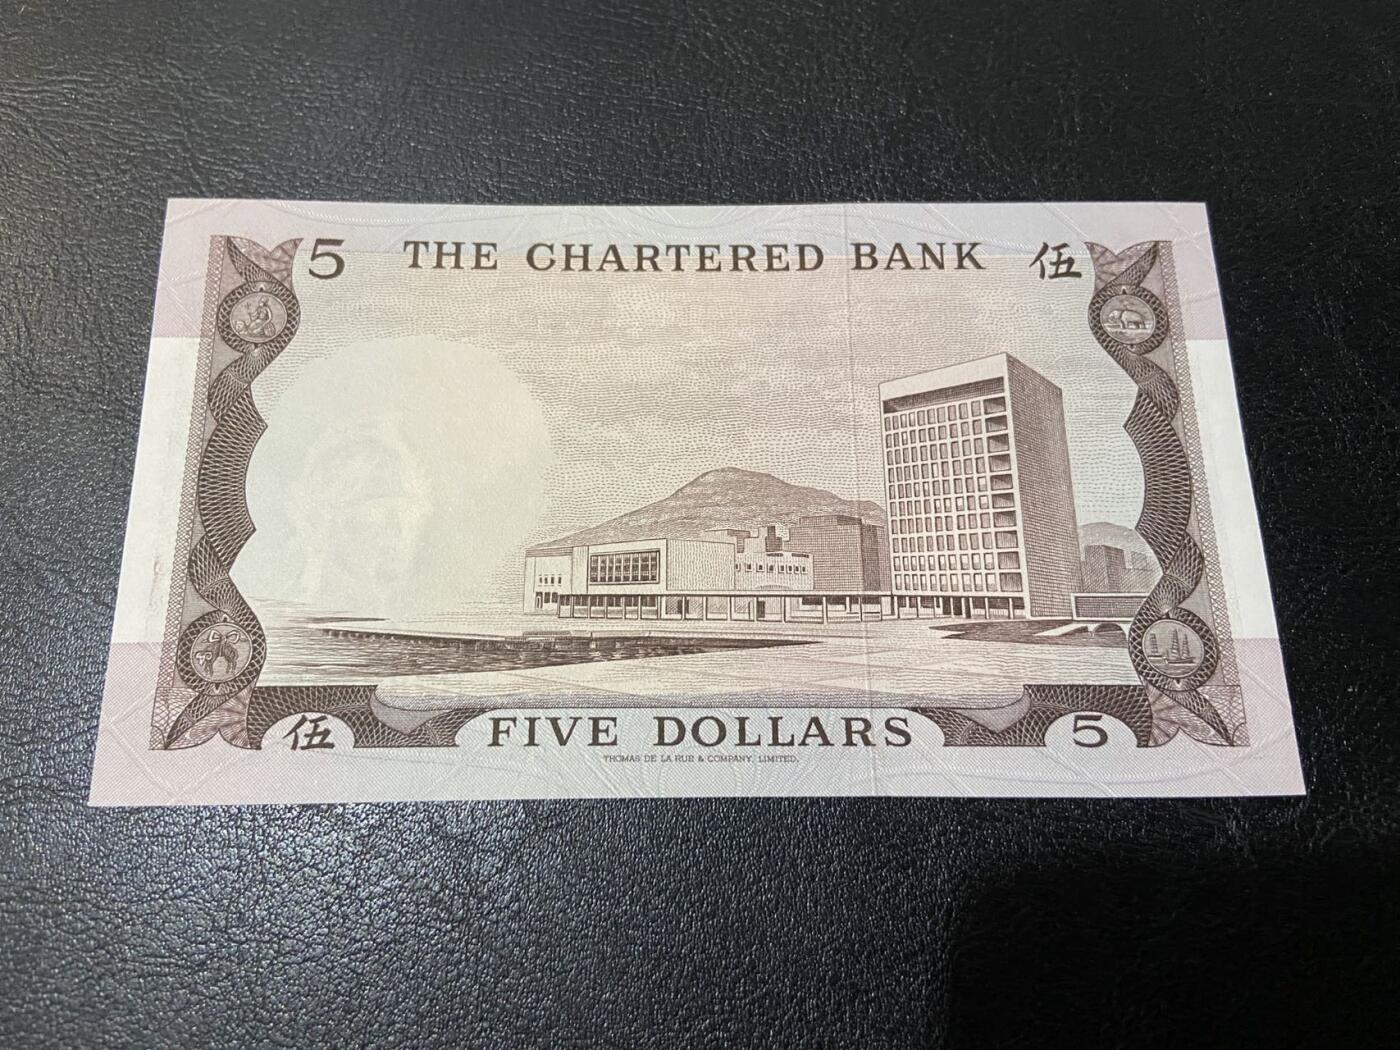 5 THE CHARTERED BANK 伍
伍 FIVE DOLLARS 5
THOMAS DE LA RUE & COMPANY, LIMITED.